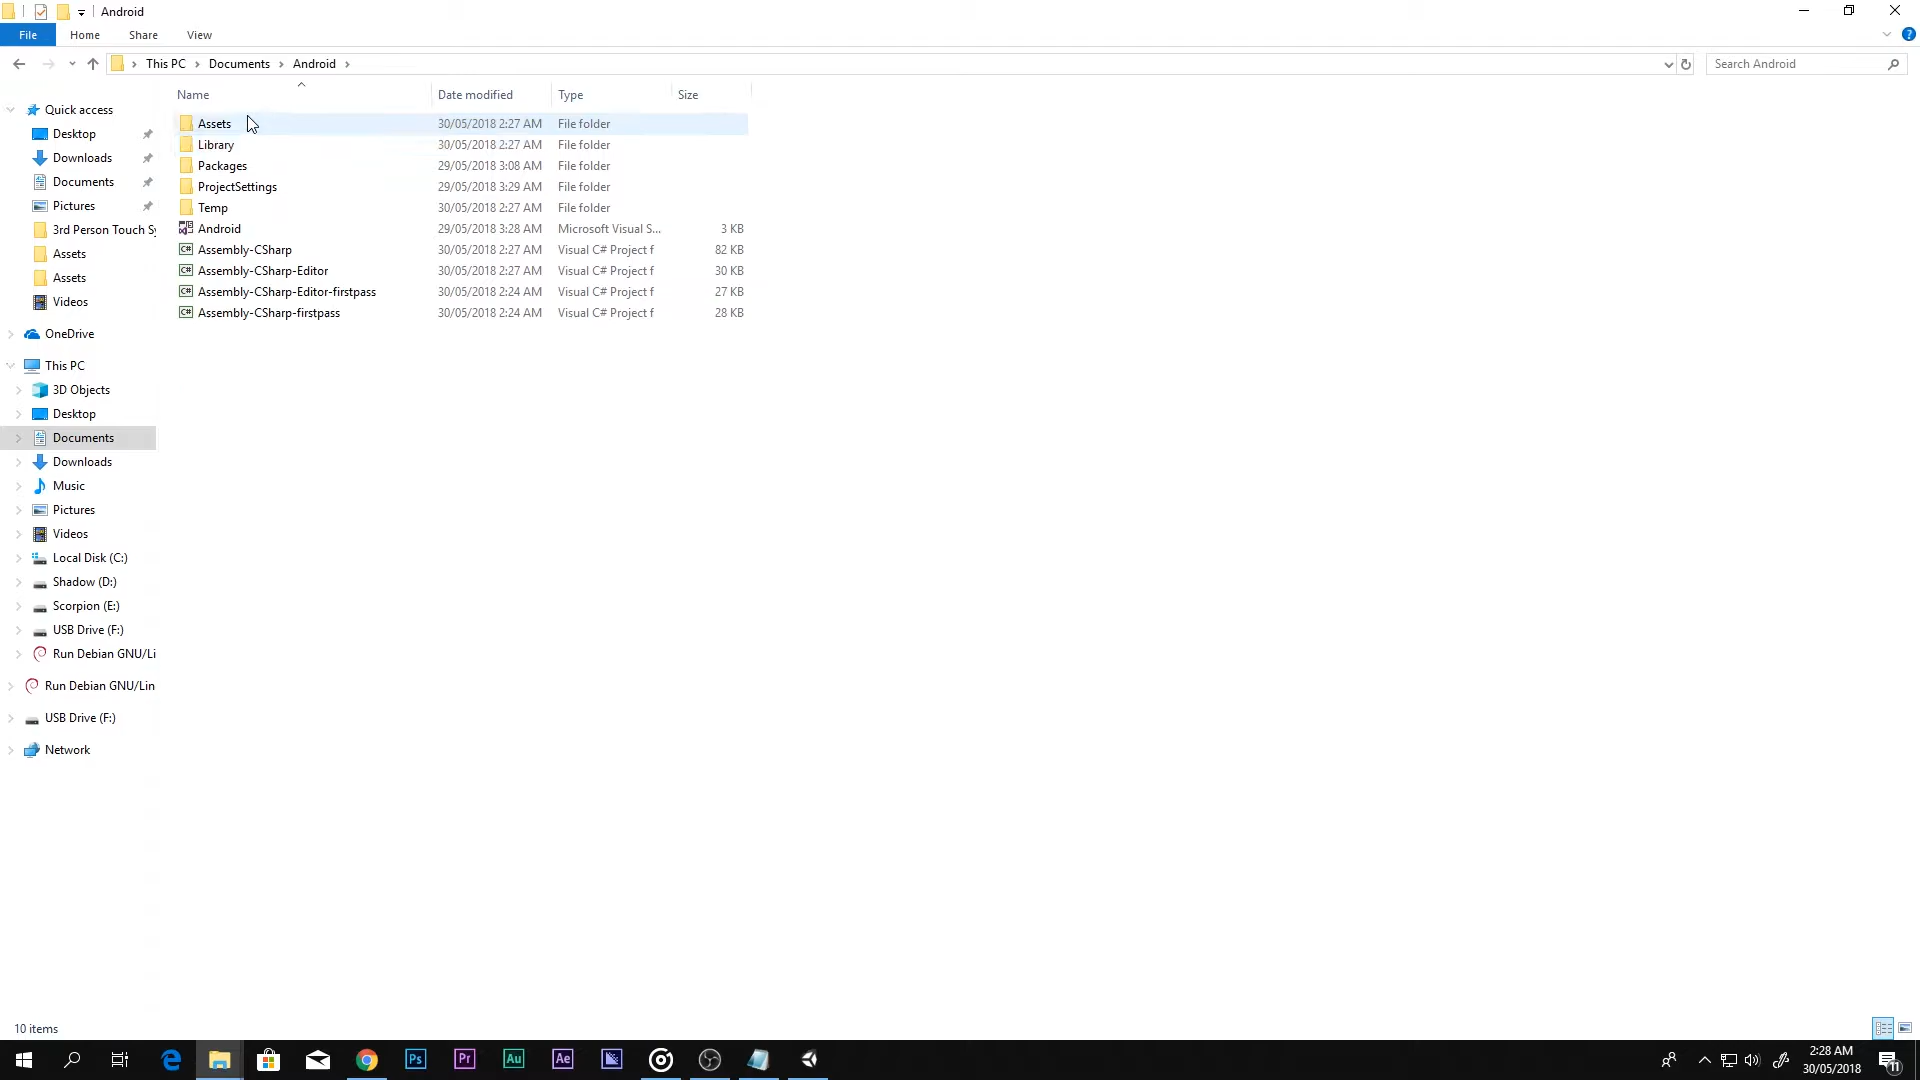 Android
File Home Share View
This PC Documents Android
Search Android
Name Date modified Type Size
Quick access
Desktop
Downloads
Documents
Pictures
3rd Person Touch Sy
Assets
Assets
Videos
OneDrive
This PC
3D Objects
Desktop
Documents
Downloads
Music
Pictures
Videos
Local Disk (C:)
Shadow (D:)
Scorpion (E:)
USB Drive (F:)
Run Debian GNU/Li
Run Debian GNU/Lin
USB Drive (F:)
Network
Assets 30/05/2018 2:27 AM File folder
Library 30/05/2018 2:27 AM File folder
Packages 29/05/2018 3:08 AM File folder
ProjectSettings 29/05/2018 3:29 AM File folder
Temp 30/05/2018 2:27 AM File folder
Android 29/05/2018 3:28 AM Microsoft Visual S... 3 KB
Assembly-CSharp 30/05/2018 2:27 AM Visual C# Project f 82 KB
Assembly-CSharp-Editor 30/05/2018 2:27 AM Visual C# Project f 30 KB
Assembly-CSharp-Editor-firstpass 30/05/2018 2:24 AM Visual C# Project f 27 KB
Assembly-CSharp-firstpass 30/05/2018 2:24 AM Visual C# Project f 28 KB
10 items
Ps Pr Au Ae
2:28 AM
30/05/2018
11